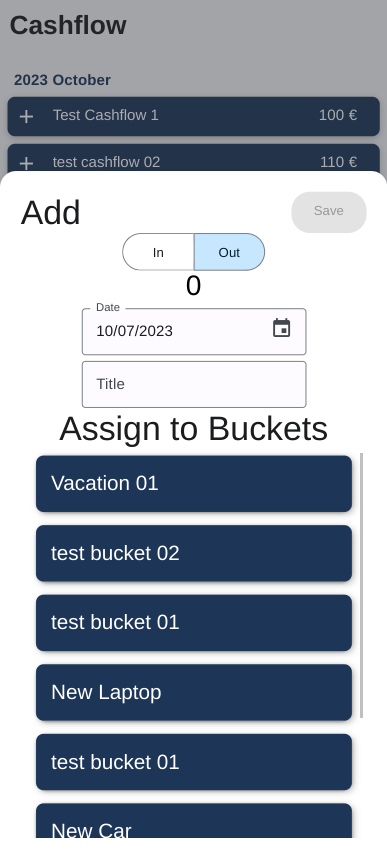 Cashflow
2023 October
Test Cashflow 1 100 €
test cashflow 02 110 €
Add Save
In Out
0
Date
10/07/2023
Title
Assign to Buckets
Vacation 01
test bucket 02
test bucket 01
New Laptop
test bucket 01
New Car